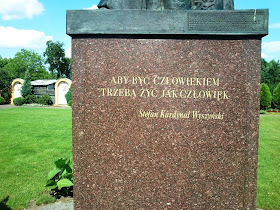 ABY BYĆ CZŁOWIEKIEM
TRZEBA ŻYĆ JAK CZŁOWIEK
Stefan Kardynał Wyszyński